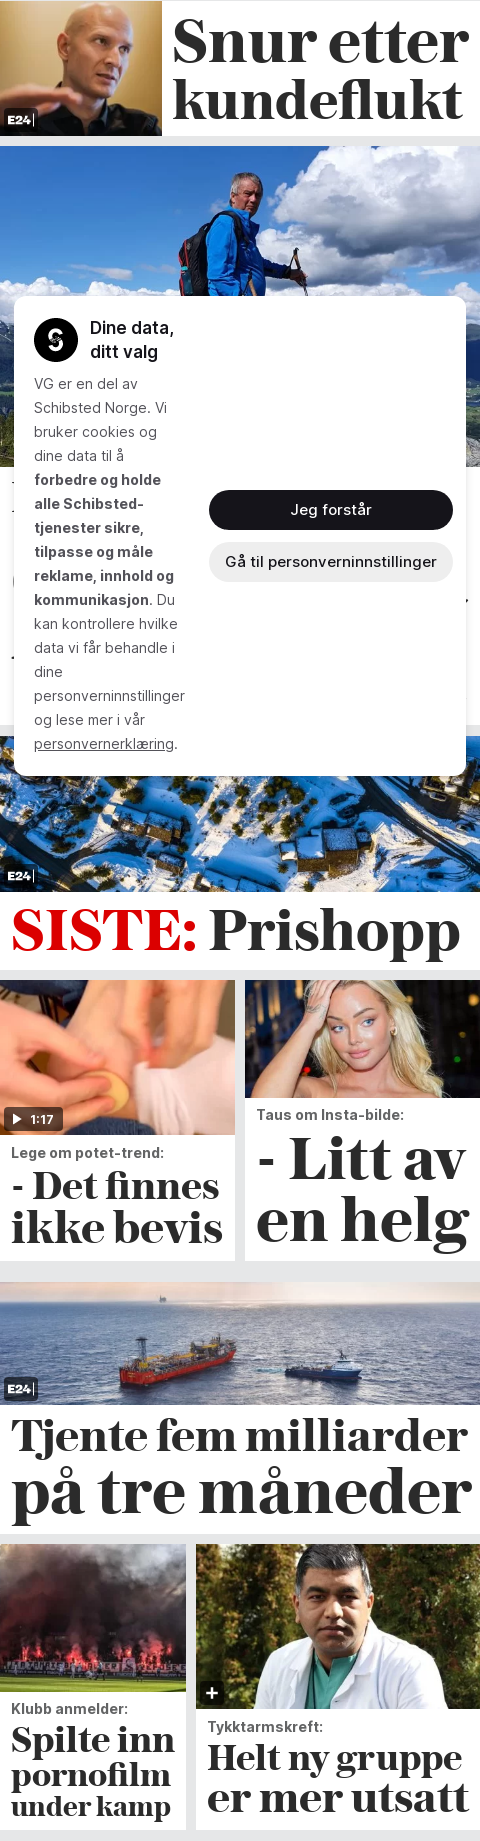 Snur etter
kundeflukt
E24
Dine data,
ditt valg
VG er en del av
Schibsted Norge. Vi
bruker cookies og
dine data til å
forbedre og holde
alle Schibsted-
tjenester sikre,
tilpasse og måle
reklame, innhold og
kommunikasjon. Du
kan kontrollere hvilke
data vi får behandle i
dine
personverninnstillinger
og lese mer i vår
personvernerklæring.
Jeg forstår
Gå til personverninnstillinger
E24
SISTE: Prishopp
1:17
Lege om potet-trend:
- Det finnes
ikke bevis
Taus om Insta-bilde:
- Litt av
en helg
E24
Tjente fem milliarder
på tre måneder
Klubb anmelder:
Spilte inn
pornofilm
under kamp
Tykktarmskreft:
Helt ny gruppe
er mer utsatt